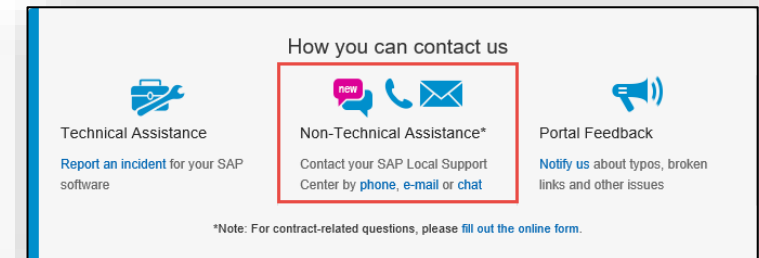 How you can contact us
new
Technical Assistance
Report an incident for your SAP
software
Non-Technical Assistance*
Contact your SAP Local Support
Center by phone, e-mail or chat
Portal Feedback
Notify us about typos, broken
links and other issues
*Note: For contract-related questions, please fill out the online form.